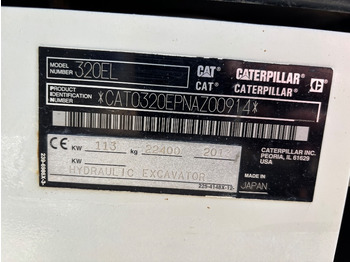 MODEL NUMBER 320EL CAT CATERPILLAR
CAT CATERPILLAR
PRODUCT IDENTIFICATION NUMBER *CAT0320EPNAZ00914*
CE KW 113 kg 22400
CATERPILLAR INC.
PEORIA, IL 61629
USA
KW
HYDRAULIC EXCAVATOR
MADE IN JAPAN